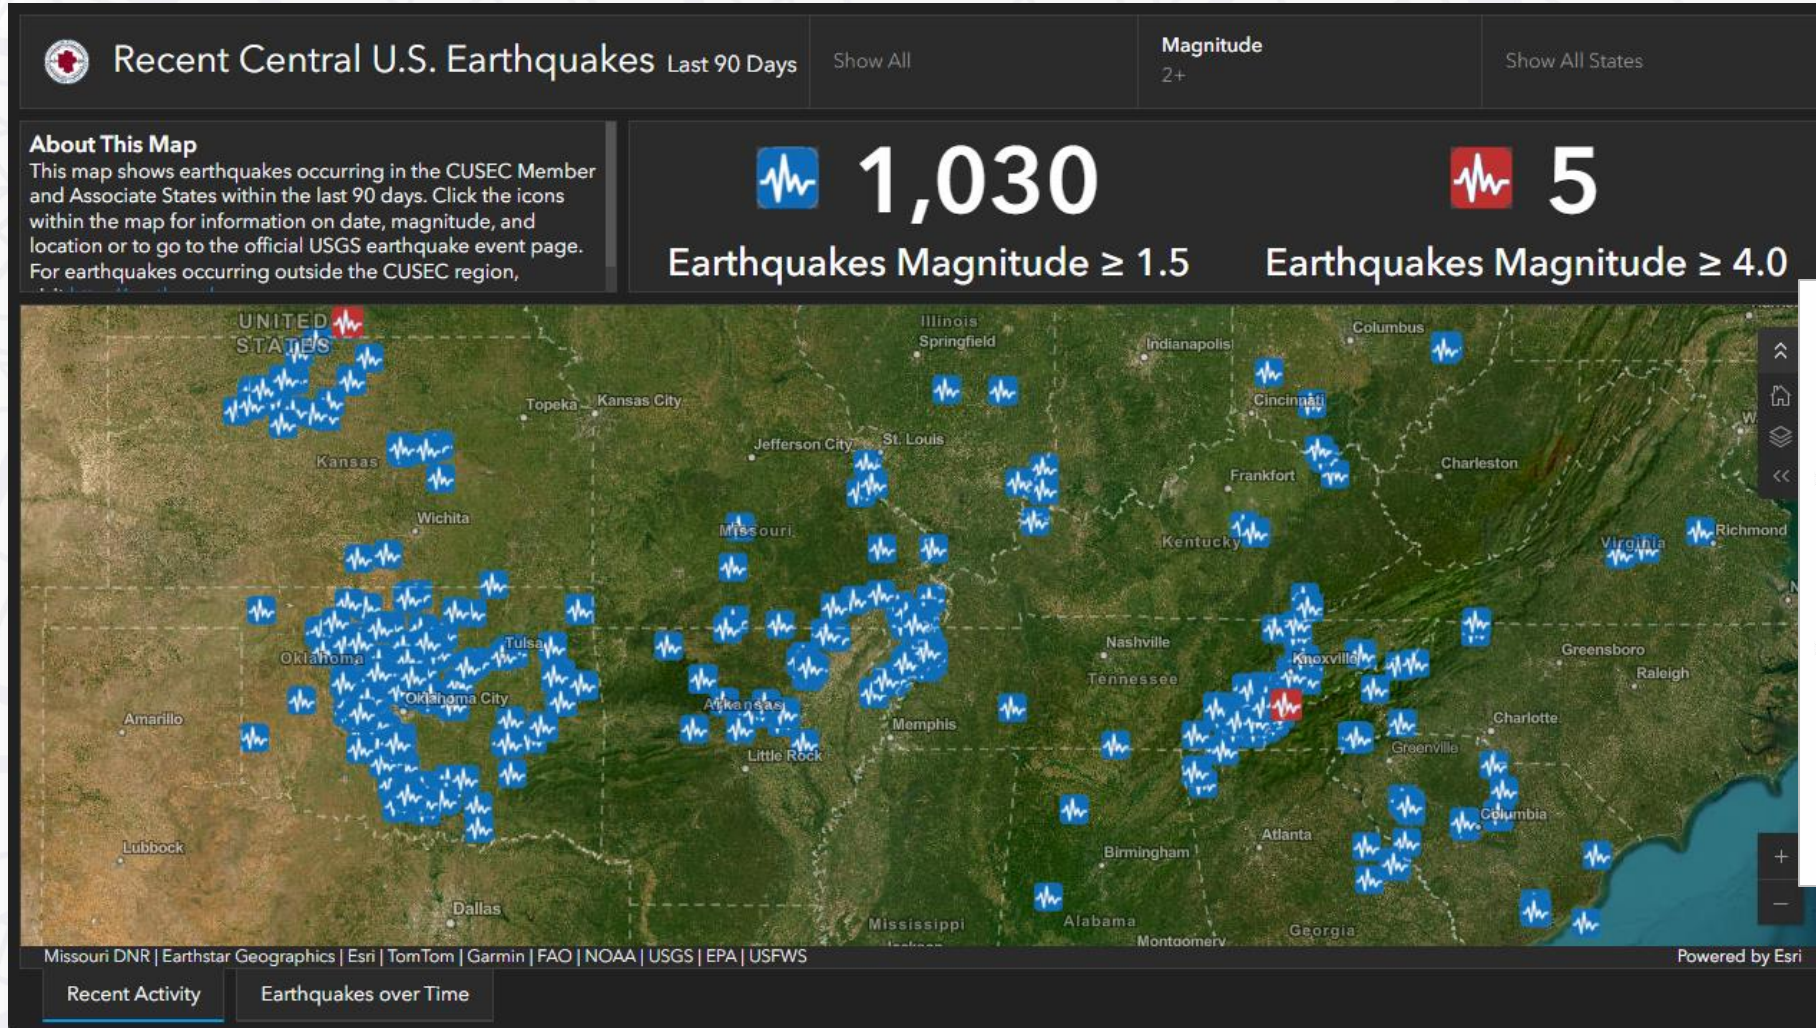 Recent Central U.S. Earthquakes Last 90 Days
Show All
Magnitude
2+
Show All States
About This Map
This map shows earthquakes occurring in the CUSEC Member
and Associate States within the last 90 days. Click the icons
within the map for information on date, magnitude, and
location or to go to the official USGS earthquake event page.
For earthquakes occurring outside the CUSEC region,
1,030
Earthquakes Magnitude ≥ 1.5
5
Earthquakes Magnitude ≥ 4.0
UNITED
STATES
Illinois
Springfield
Indianapolis
Columbus
Topeka
Kansas City
Cincinnati
Jefferson City
St. Louis
Kansas
Frankfort
Charleston
Wichita
Missouri
Kentucky
Virginia
Richmond
Oklahoma
Tulsa
Nashville
Knoxville
Greensboro
Tennessee
Raleigh
Oklahoma City
Arkansas
Amarillo
Memphis
Charlotte
Little Rock
Greenville
Columbia
Lubbock
Birmingham
Atlanta
Dallas
Mississippi
Alabama
Georgia
Montgomery
Missouri DNR | Earthstar Geographics | Esri | TomTom | Garmin | FAO | NOAA | USGS | EPA | USFWS
Powered by Esri
Recent Activity
Earthquakes over Time